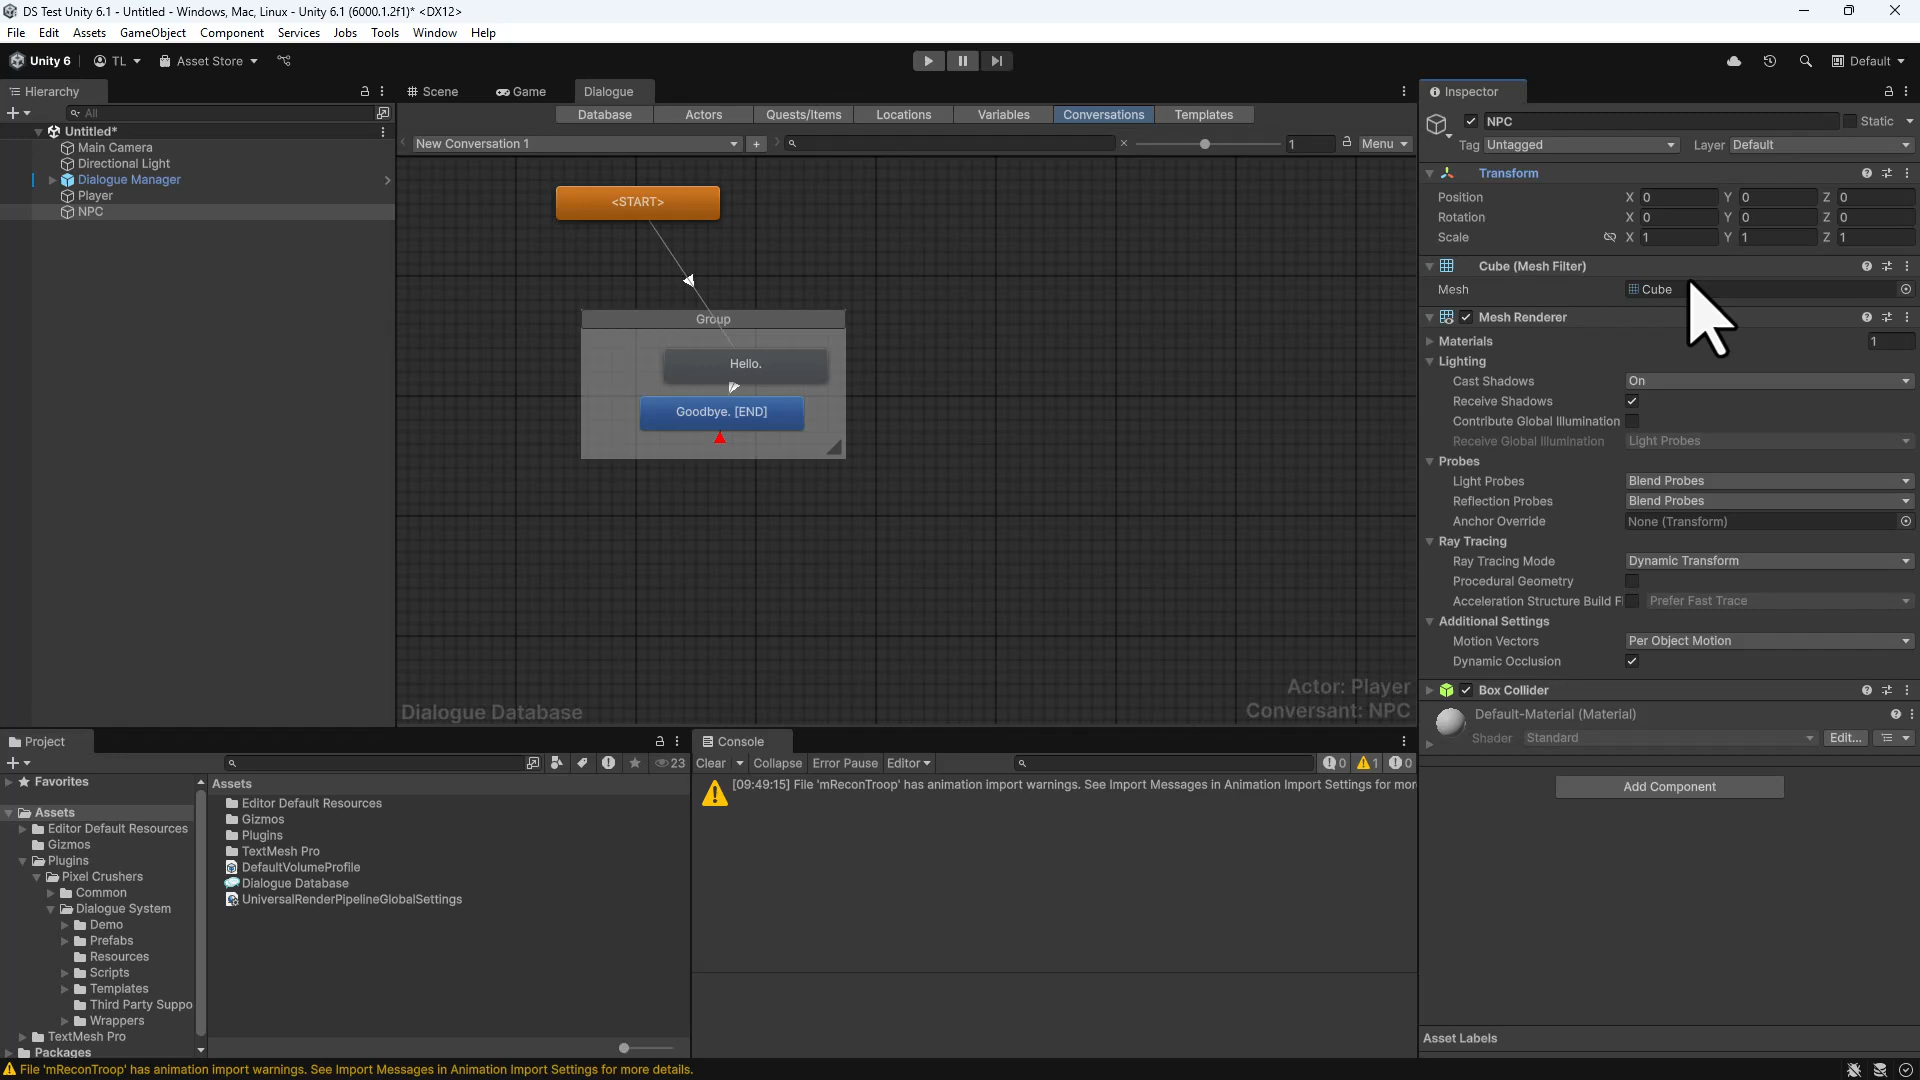 DS Test Unity 6.1 - Untitled - Windows, Mac, Linux - Unity 6.1 (6000.1.2f1)* <DX12>
File Edit Assets GameObject Component Services Jobs Tools Window Help
Unity 6 TL Asset Store Default
Hierarchy
All
Untitled*
Main Camera
Directional Light
Dialogue Manager
Player
NPC
Scene Game Dialogue
Database Actors Quests/Items Locations Variables Conversations Templates
New Conversation 1 + 1 Menu
<START>
Group
Hello.
Goodbye. [END]
Actor: Player
Dialogue Database Conversant: NPC
Inspector
NPC Static
Tag Untagged Layer Default
Transform
Position X 0 Y 0 Z 0
Rotation X 0 Y 0 Z 0
Scale X 1 Y 1 Z 1
Cube (Mesh Filter)
Mesh Cube
Mesh Renderer
Materials 1
Lighting
Cast Shadows On
Receive Shadows
Contribute Global Illumination
Receive Global Illumination Light Probes
Probes
Light Probes Blend Probes
Reflection Probes Blend Probes
Anchor Override None (Transform)
Ray Tracing
Ray Tracing Mode Dynamic Transform
Procedural Geometry
Acceleration Structure Build Fl Prefer Fast Trace
Additional Settings
Motion Vectors Per Object Motion
Dynamic Occlusion
Box Collider
Default-Material (Material)
Shader Standard Edit...
Add Component
Asset Labels
Project
23
Favorites
Assets
Editor Default Resources
Gizmos
Plugins
Pixel Crushers
Common
Dialogue System
Demo
Prefabs
Resources
Scripts
Templates
Third Party Suppo
Wrappers
TextMesh Pro
Packages
Assets
Editor Default Resources
Gizmos
Plugins
TextMesh Pro
DefaultVolumeProfile
Dialogue Database
UniversalRenderPipelineGlobalSettings
Console
Clear Collapse Error Pause Editor 0 1 0
[09:49:15] File 'mReconTroop' has animation import warnings. See Import Messages in Animation Import Settings for mor
File 'mReconTroop' has animation import warnings. See Import Messages in Animation Import Settings for more details.